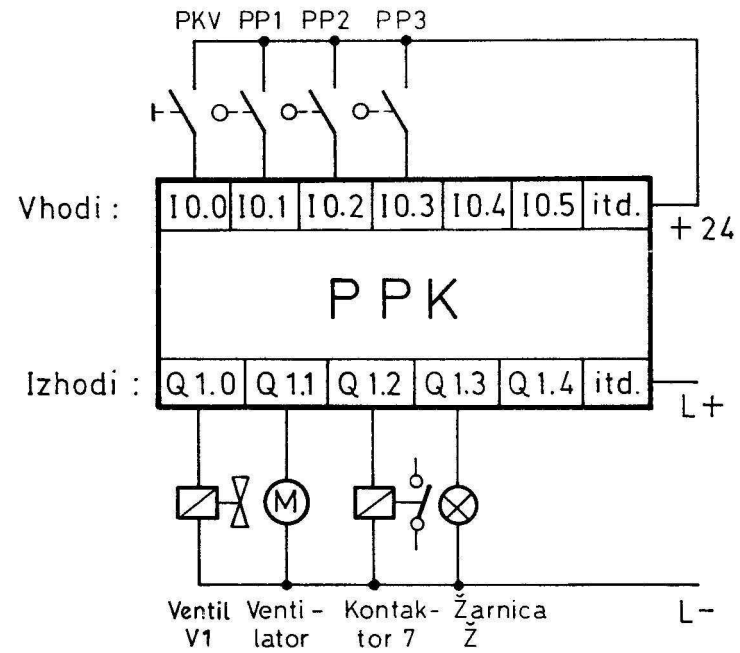 PKV PP1 PP2 PP3
Vhodi : I0.0 I0.1 I0.2 I0.3 I0.4 I0.5 itd.
+ 24
PPK
Izhodi : Q 1.0 Q 1.1 Q 1.2 Q 1.3 Q 1.4 itd.
L+
M
Ventil Venti- Kontak- Žarnica L-
V1 lator tor 7 Ž